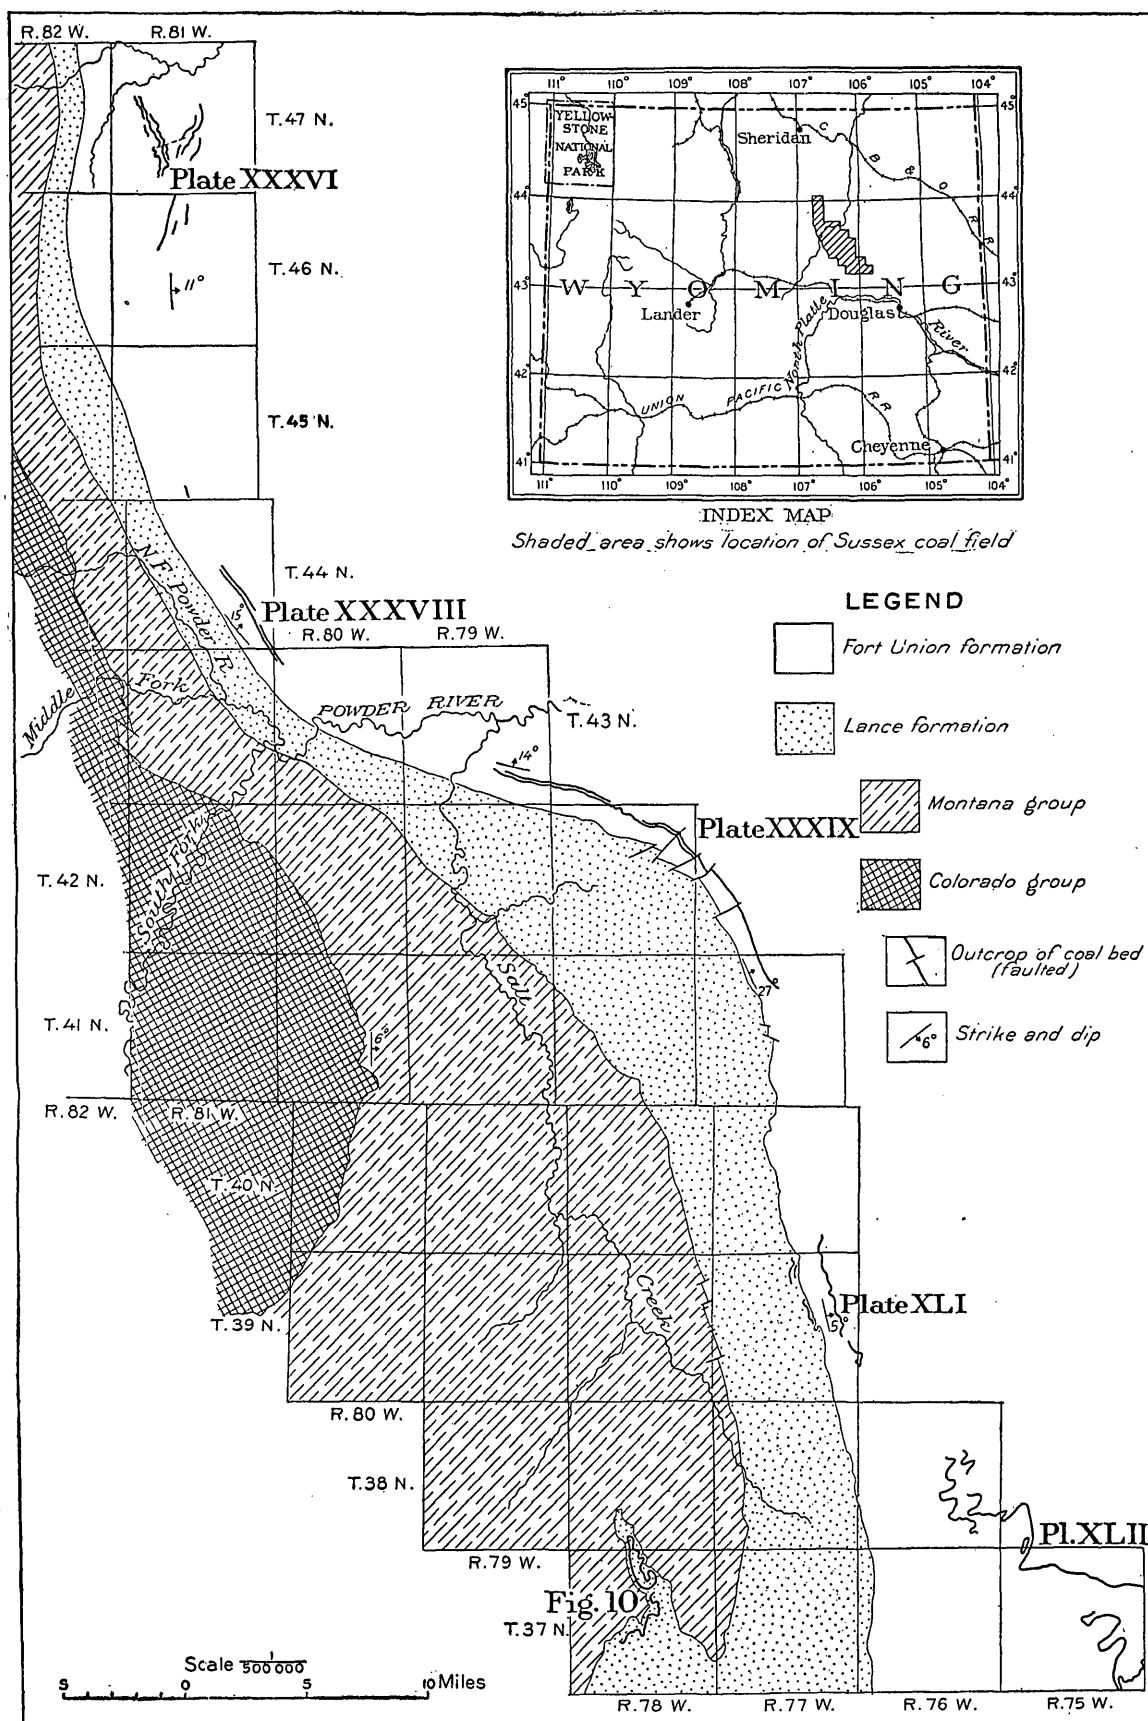 R.82 W. R.81 W.
T.47 N.
Plate XXXVI
T.46 N.
11°
T.45 N.
T.44 N.
N. F. Powder R.
15°
Plate XXXVIII
R.80 W. R.79 W.
Middle Fork
POWDER RIVER
T.43 N.
14°
Plate XXXIX
T.42 N.
South Fork
Salt
27°
T.41 N.
6°
R.82 W. R.81 W.
T.40 N.
Creek
Plate XLI
5°
T.39 N.
R.80 W.
T.38 N.
Pl. XLII
R.79 W.
Fig. 10
T.37 N.
R.78 W. R.77 W. R.76 W. R.75 W.
Scale 1/500 000
5 0 5 10 Miles
111° 110° 109° 108° 107° 106° 105° 104°
45° 45°
YELLOW-
STONE
NATIONAL
PARK
Sheridan
C. B. & Q. R R
44° 44°
43° 43°
WYOMING
Lander
North Platte River
Douglas
42° 42°
UNION PACIFIC R R
Cheyenne
41° 41°
111° 110° 109° 108° 107° 106° 105° 104°
INDEX MAP
Shaded area shows location of Sussex coal field
LEGEND
Fort Union formation
Lance formation
Montana group
Colorado group
Outcrop of coal bed
(faulted)
6° Strike and dip